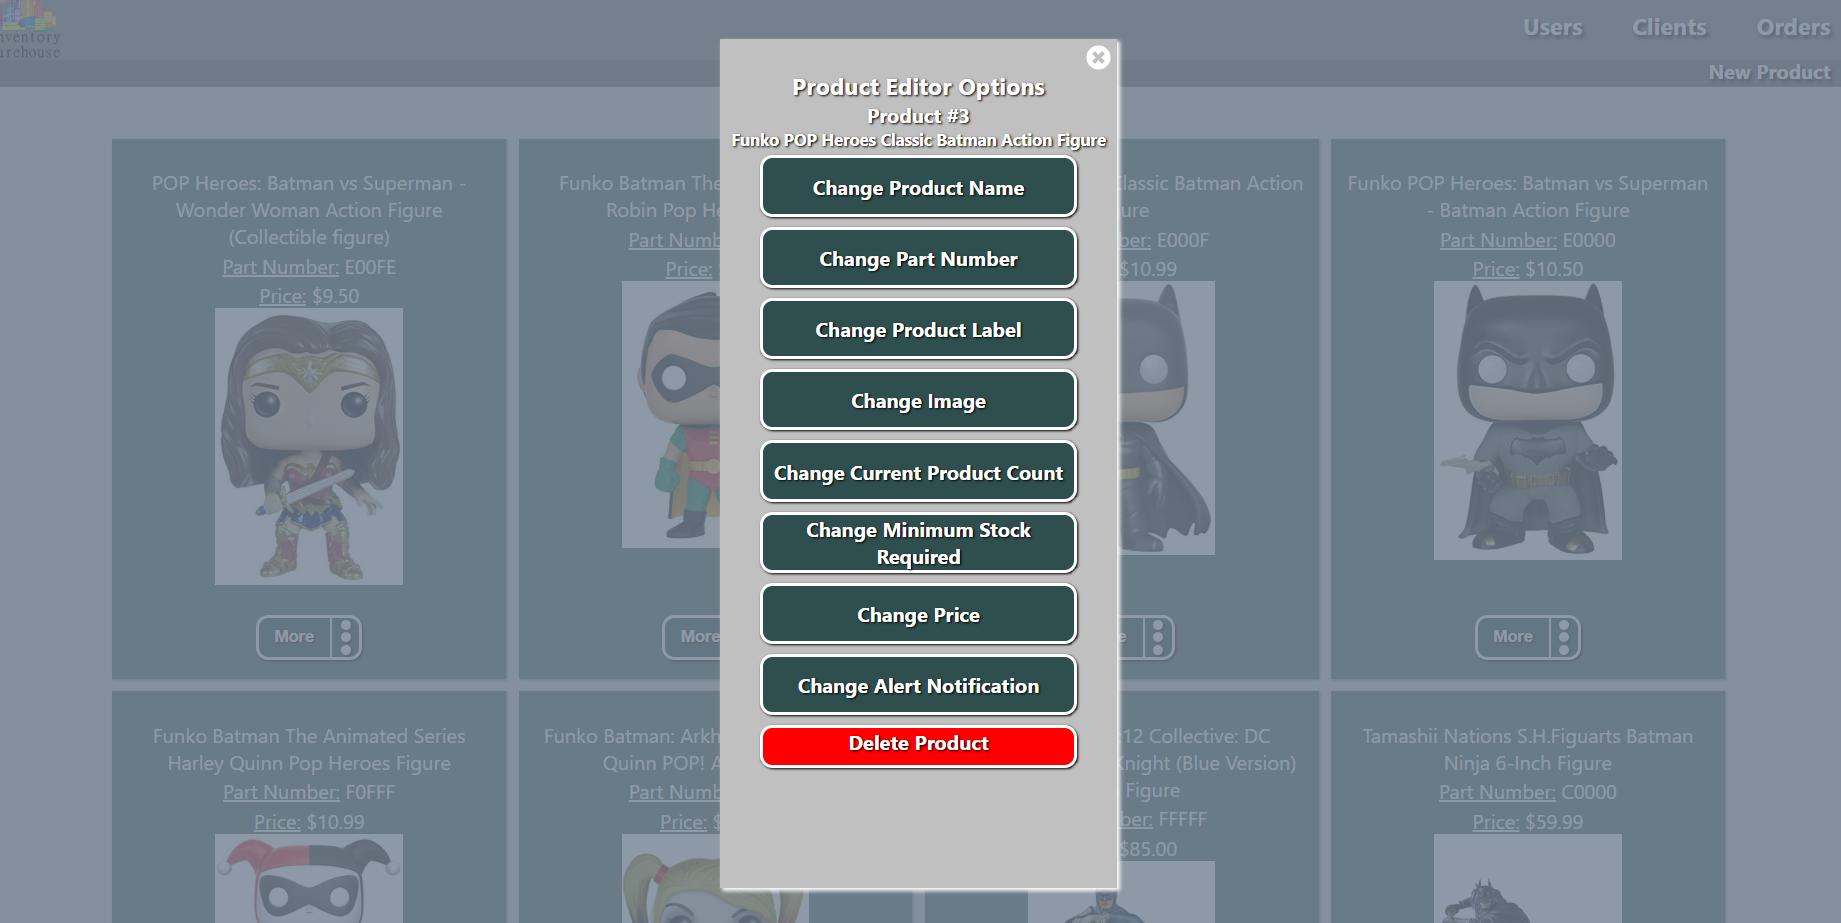 nventory
rehouse
Users
Clients
Orders
New Product
Product Editor Options
Product #3
Funko POP Heroes Classic Batman Action Figure
Change Product Name
Change Part Number
Change Product Label
Change Image
Change Current Product Count
Change Minimum Stock
Required
Change Price
Change Alert Notification
Delete Product
POP Heroes: Batman vs Superman -
Wonder Woman Action Figure
(Collectible figure)
Part Number: E00FE
Price: $9.50
More
Funko Batman The
Robin Pop He
Part Numb
Price:
More
Classic Batman Action
ure
ber: E000F
$10.99
e
Funko POP Heroes: Batman vs Superman
- Batman Action Figure
Part Number: E0000
Price: $10.50
More
Funko Batman The Animated Series
Harley Quinn Pop Heroes Figure
Part Number: F0FFF
Price: $10.99
Funko Batman: Arkh
Quinn POP! A
Part Numb
Price: $
:12 Collective: DC
Knight (Blue Version)
Figure
ber: FFFFF
$85.00
Tamashii Nations S.H.Figuarts Batman
Ninja 6-Inch Figure
Part Number: C0000
Price: $59.99